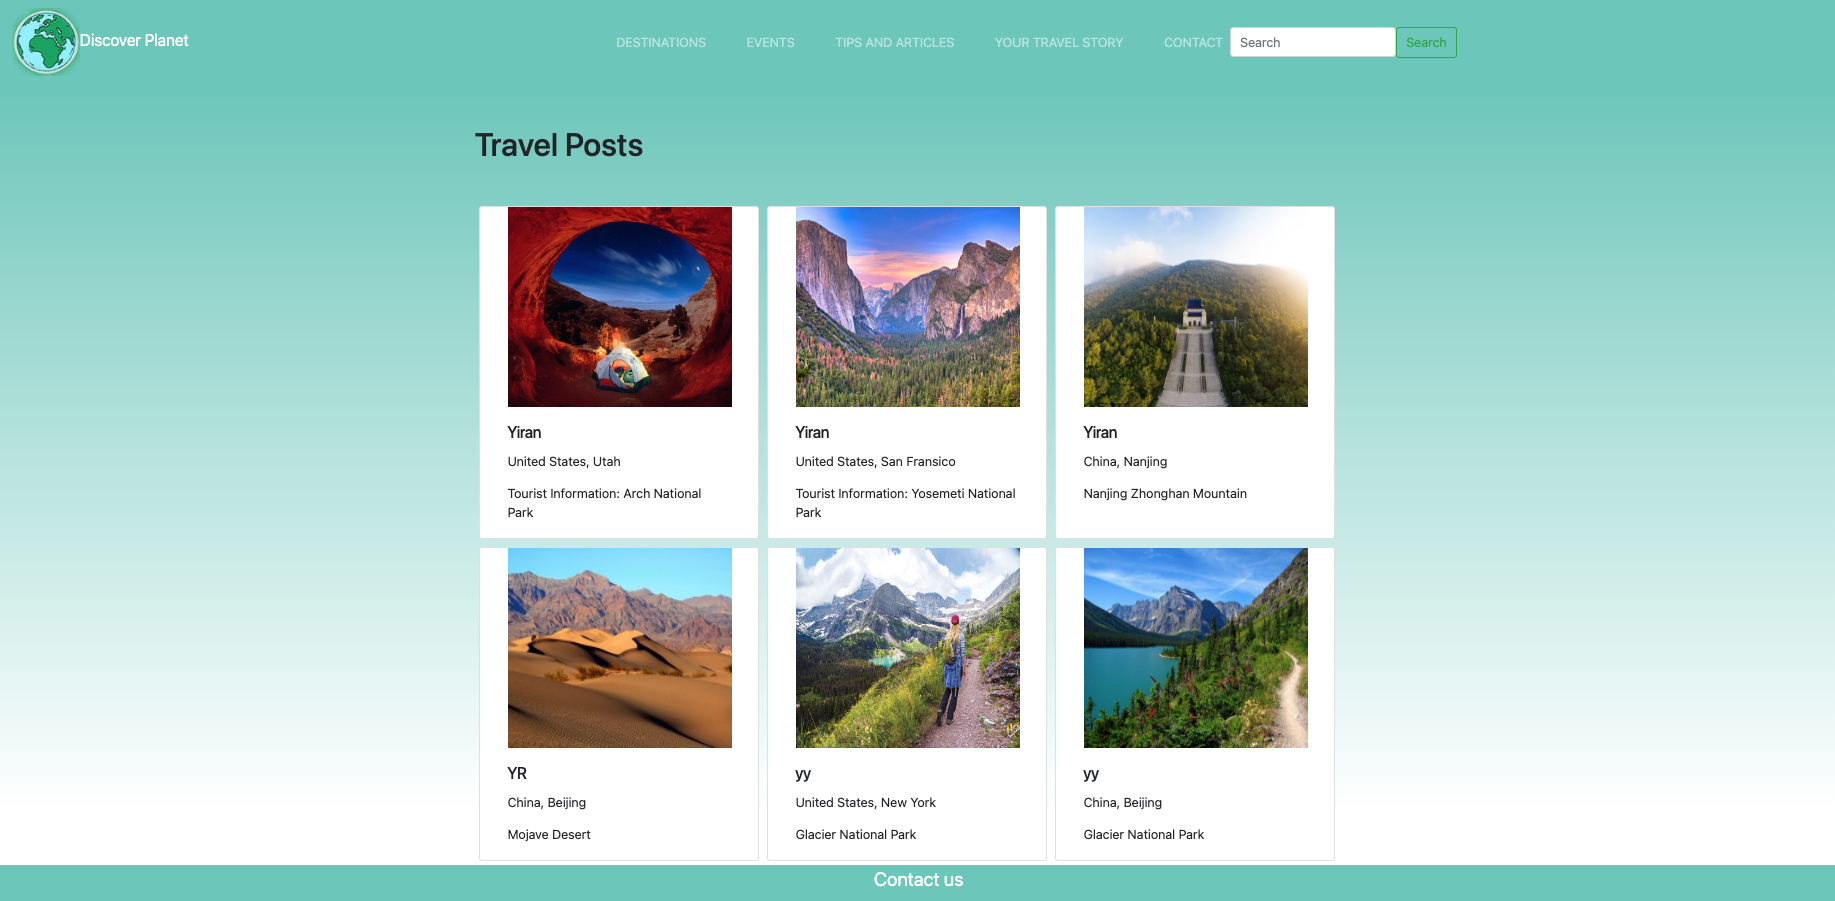 Discover Planet
DESTINATIONS EVENTS TIPS AND ARTICLES YOUR TRAVEL STORY CONTACT Search Search
Travel Posts
Yiran
United States, Utah
Tourist Information: Arch National
Park
Yiran
United States, San Fransico
Tourist Information: Yosemeti National
Park
Yiran
China, Nanjing
Nanjing Zhonghan Mountain
YR
China, Beijing
Mojave Desert
yy
United States, New York
Glacier National Park
yy
China, Beijing
Glacier National Park
Contact us